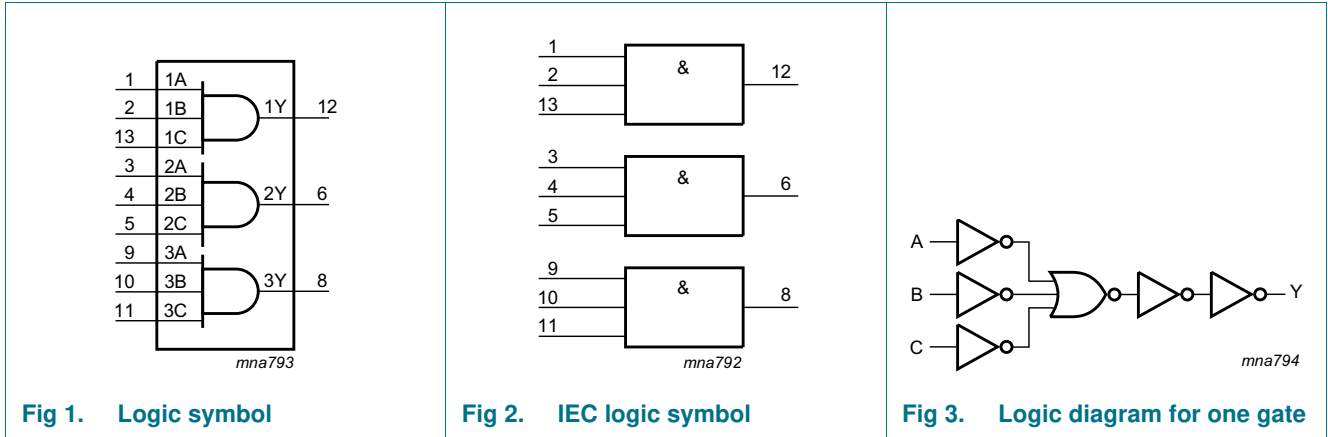 1 1A
2 1B 1Y 12
13 1C
3 2A
4 2B 2Y 6
5 2C
9 3A
10 3B 3Y 8
11 3C
mna793
Fig 1. Logic symbol
1
& 12
2
13
3
& 6
4
5
9
& 8
10
11
mna792
Fig 2. IEC logic symbol
A
B Y
C
mna794
Fig 3. Logic diagram for one gate